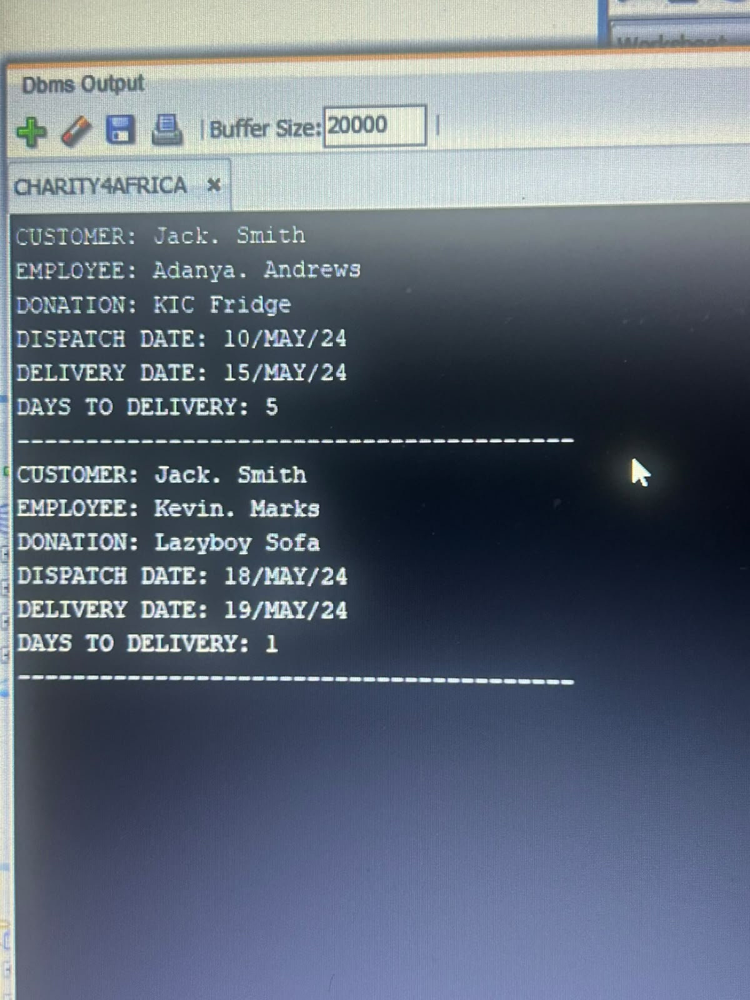 Worksheet
Dbms Output
Buffer Size: 20000
CHARITY4AFRICA
CUSTOMER: Jack. Smith
EMPLOYEE: Adanya. Andrews
DONATION: KIC Fridge
DISPATCH DATE: 10/MAY/24
DELIVERY DATE: 15/MAY/24
DAYS TO DELIVERY: 5
----------------------------------------
CUSTOMER: Jack. Smith
EMPLOYEE: Kevin. Marks
DONATION: Lazyboy Sofa
DISPATCH DATE: 18/MAY/24
DELIVERY DATE: 19/MAY/24
DAYS TO DELIVERY: 1
----------------------------------------